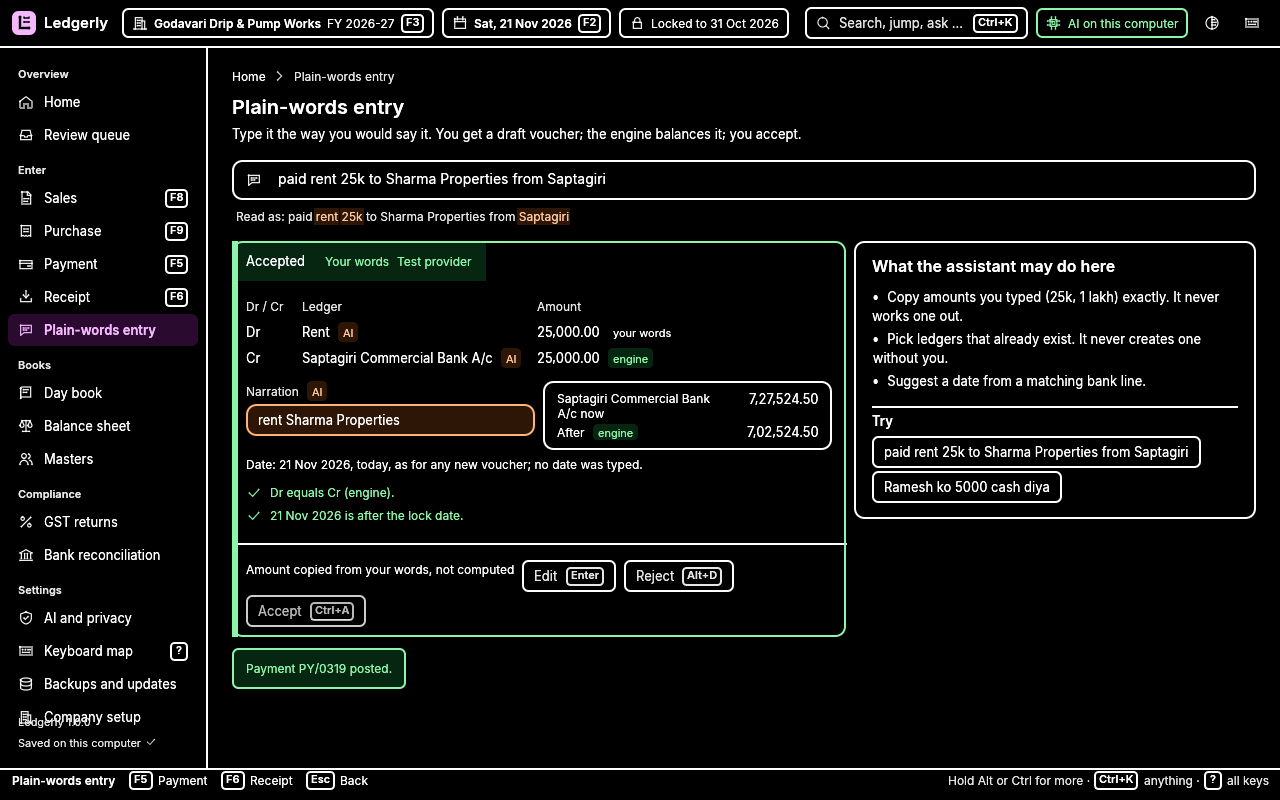 Ledgerly
Godavari Drip & Pump Works FY 2026-27 F3
Sat, 21 Nov 2026 F2
Locked to 31 Oct 2026
Search, jump, ask ... Ctrl+K
AI on this computer
Overview
Home
Review queue
Enter
Sales F8
Purchase F9
Payment F5
Receipt F6
Plain-words entry
Books
Day book
Balance sheet
Masters
Compliance
GST returns
Bank reconciliation
Settings
AI and privacy
Keyboard map ?
Backups and updates
Company setup
Ledgerly 1.0.0
Saved on this computer
Home > Plain-words entry
Plain-words entry
Type it the way you would say it. You get a draft voucher; the engine balances it; you accept.
paid rent 25k to Sharma Properties from Saptagiri
Read as: paid rent 25k to Sharma Properties from Saptagiri
Accepted Your words Test provider
Dr / Cr Ledger Amount
Dr Rent AI 25,000.00 your words
Cr Saptagiri Commercial Bank A/c AI 25,000.00 engine
Narration AI
rent Sharma Properties
Saptagiri Commercial Bank A/c now 7,27,524.50
After engine 7,02,524.50
Date: 21 Nov 2026, today, as for any new voucher; no date was typed.
Dr equals Cr (engine).
21 Nov 2026 is after the lock date.
Amount copied from your words, not computed
Edit Enter
Reject Alt+D
Accept Ctrl+A
Payment PY/0319 posted.
What the assistant may do here
• Copy amounts you typed (25k, 1 lakh) exactly. It never
works one out.
• Pick ledgers that already exist. It never creates one
without you.
• Suggest a date from a matching bank line.
Try
paid rent 25k to Sharma Properties from Saptagiri
Ramesh ko 5000 cash diya
Plain-words entry F5 Payment F6 Receipt Esc Back
Hold Alt or Ctrl for more · Ctrl+K anything · ? all keys